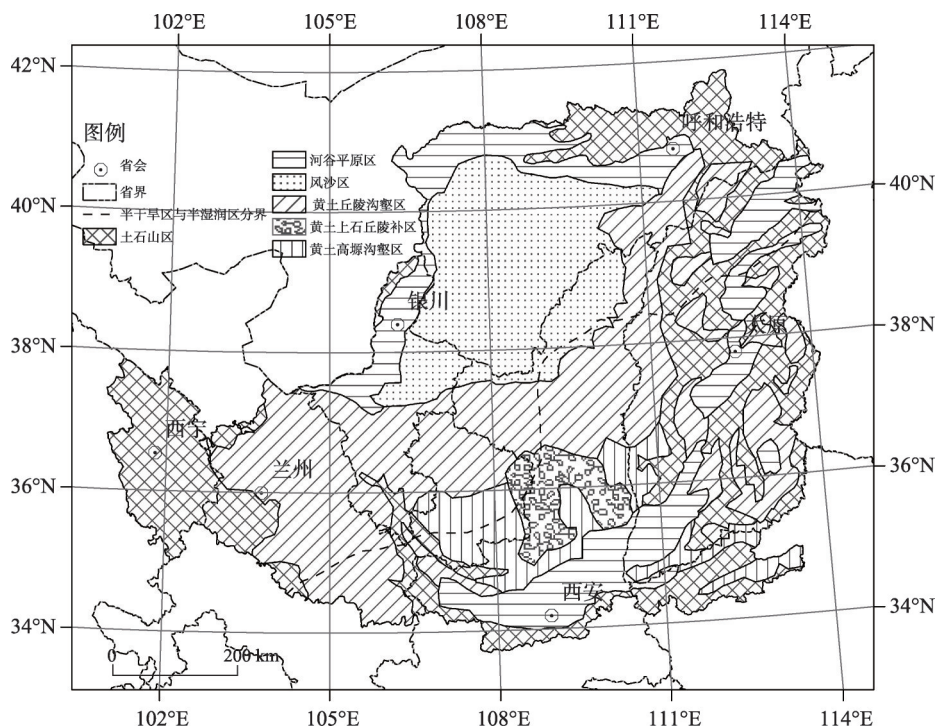 102°E 105°E 108°E 111°E 114°E
42°N
图例
呼和浩特
省会
河谷平原区
省界
风沙区
40°N 40°N
半干旱区与半湿润区分界
黄土丘陵沟壑区
土石山区
黄土上石丘陵补区
黄土高塬沟壑区
银川
太原
38°N 38°N
西宁
兰州
36°N 36°N
西安
34°N 34°N
0 200 km
102°E 105°E 108°E 111°E 114°E